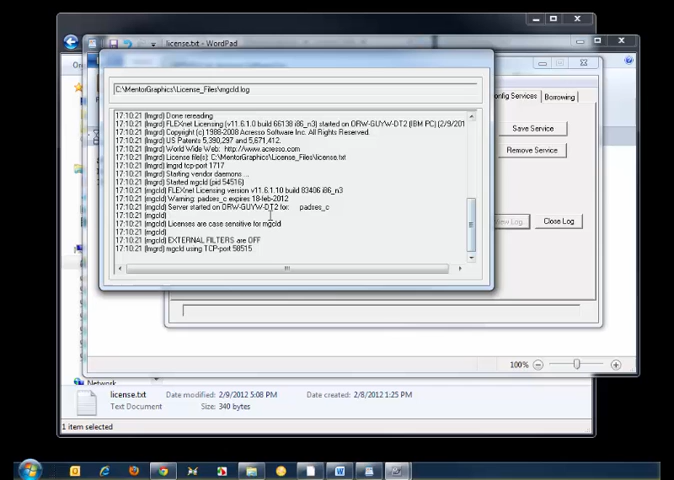 license.txt - WordPad
C:\MentorGraphics\License_Files\mgcld.log
17:10:21 (lmgrd) Done rereading
17:10:21 (lmgrd) FLEXnet Licensing (v11.6.1.0 build 66138 i86_n3) started on ORW-GUYW-DT2 (IBM PC) (2/9/201
17:10:21 (lmgrd) Copyright (c) 1988-2008 Acresso Software Inc. All Rights Reserved.
17:10:21 (lmgrd) US Patents 5,390,297 and 5,671,412.
17:10:21 (lmgrd) World Wide Web: http://www.acresso.com
17:10:21 (lmgrd) License file(s): C:\MentorGraphics\License_Files\license.txt
17:10:21 (lmgrd) lmgrd tcp-port 1717
17:10:21 (lmgrd) Starting vendor daemons ...
17:10:21 (lmgrd) Started mgcld (pid 54516)
17:10:21 (mgcld) FLEXnet Licensing version v11.6.1.10 build 83406 i86_n3
17:10:21 (mgcld) Warning: padses_c expires 18-feb-2012
17:10:21 (mgcld) Server started on ORW-GUYW-DT2 for: padses_c
17:10:21 (mgcld)
17:10:21 (mgcld) Licenses are case sensitive for mgcld
17:10:21 (mgcld)
17:10:21 (mgcld) EXTERNAL FILTERS are OFF
17:10:21 (mgcld) mgcld using TCP-port 58515
onfig Services
Borrowing
Save Service
Remove Service
View Log
Close Log
100%
Network
license.txt Date modified: 2/9/2012 5:08 PM Date created: 2/8/2012 1:25 PM
Text Document Size: 340 bytes
1 item selected